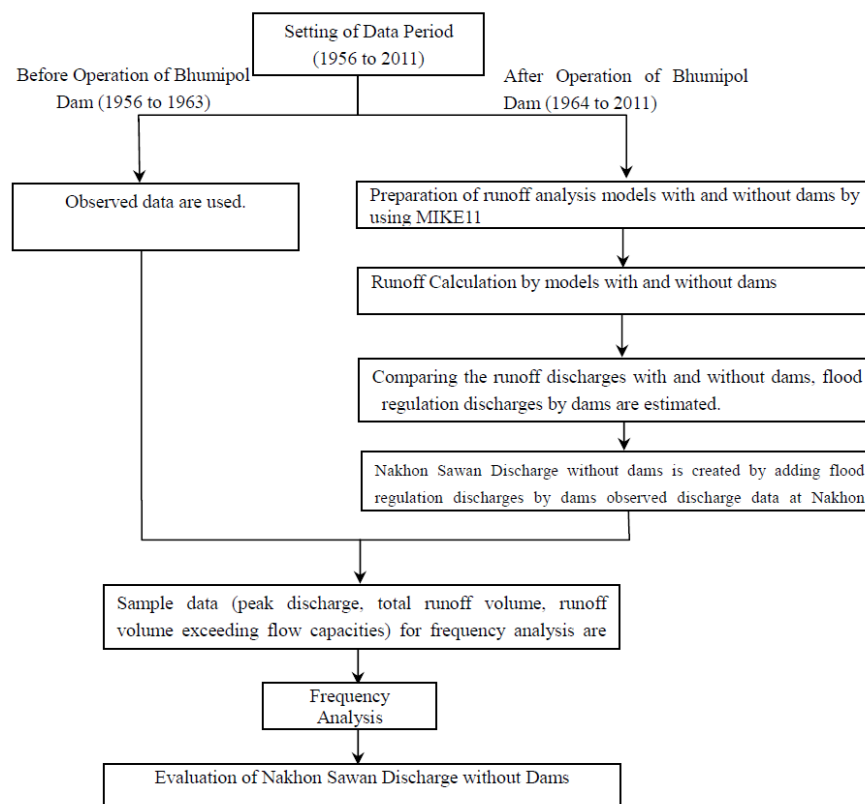 Setting of Data Period
(1956 to 2011)
Before Operation of Bhumipol
Dam (1956 to 1963)
After Operation of Bhumipol
Dam (1964 to 2011)
Observed data are used.
Preparation of runoff analysis models with and without dams by
using MIKE11
Runoff Calculation by models with and without dams
Comparing the runoff discharges with and without dams, flood
regulation discharges by dams are estimated.
Nakhon Sawan Discharge without dams is created by adding flood
regulation discharges by dams observed discharge data at Nakhon
Sample data (peak discharge, total runoff volume, runoff
volume exceeding flow capacities) for frequency analysis are
Frequency
Analysis
Evaluation of Nakhon Sawan Discharge without Dams